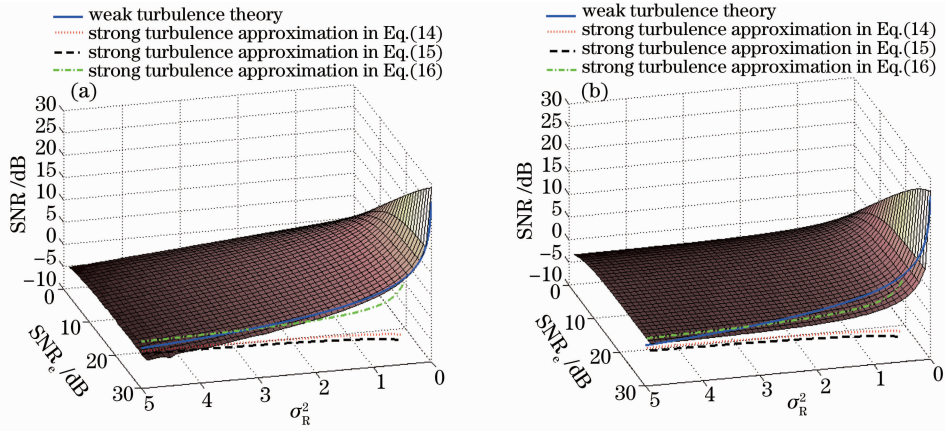 weak turbulence theory
strong turbulence approximation in Eq.(14)
strong turbulence approximation in Eq.(15)
strong turbulence approximation in Eq.(16)
(a)
30
25
20
15
10
5
0
−5
−10
SNR /dB
0
10
20
30
SNRe /dB
5
4
3
2
1
0
σ²R
weak turbulence theory
strong turbulence approximation in Eq.(14)
strong turbulence approximation in Eq.(15)
strong turbulence approximation in Eq.(16)
(b)
30
25
20
15
10
5
0
−5
−10
SNR /dB
0
10
20
30
SNRe /dB
5
4
3
2
1
0
σ²R